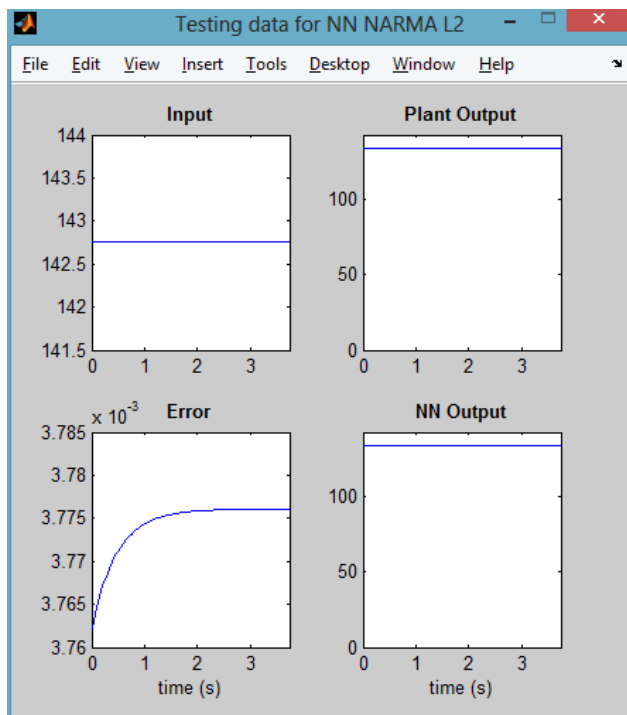 Testing data for NN NARMA L2
File Edit View Insert Tools Desktop Window Help
Input
144
143.5
143
142.5
142
141.5
0 1 2 3
Plant Output
100
50
0
0 1 2 3
x 10^-3
Error
3.785
3.78
3.775
3.77
3.765
3.76
0 1 2 3
time (s)
NN Output
100
50
0
0 1 2 3
time (s)